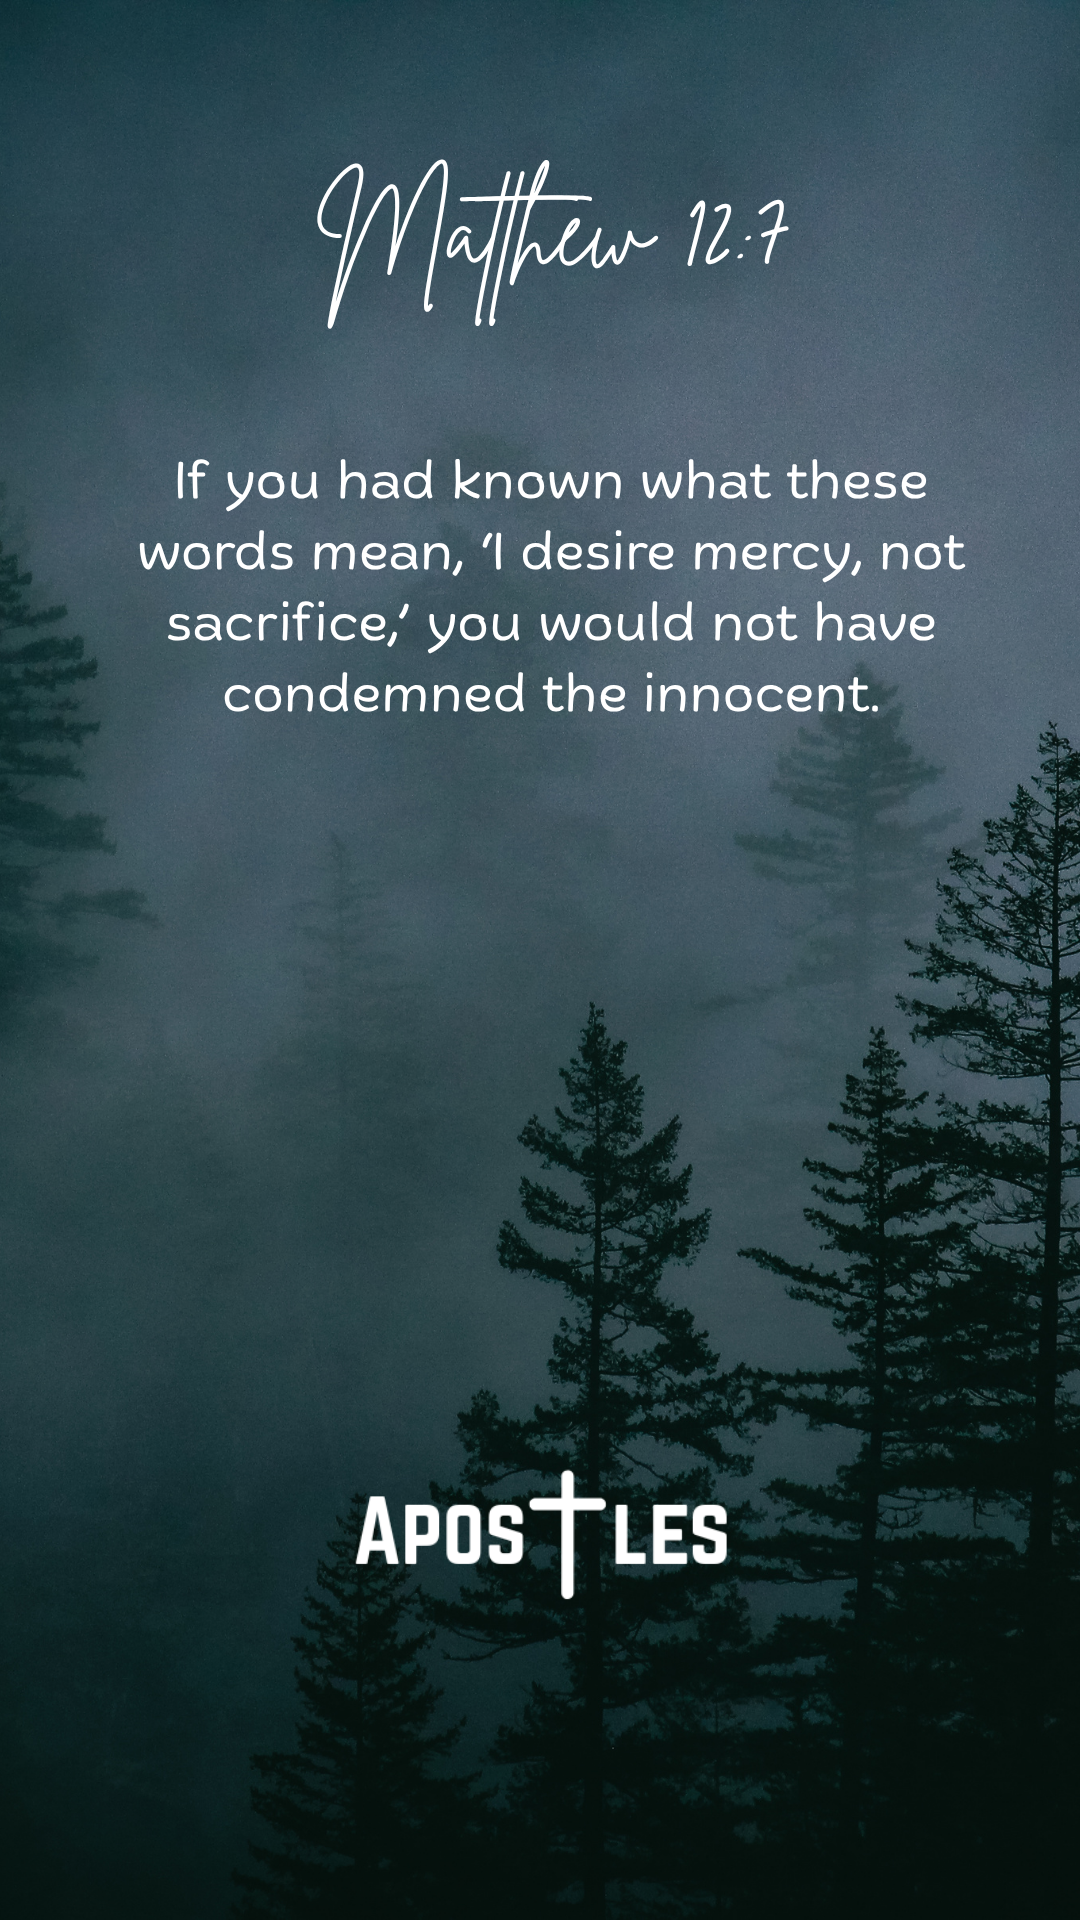 Matthew 12:7
If you had known what these
words mean, ‘I desire mercy, not
sacrifice,’ you would not have
condemned the innocent.
Apostles